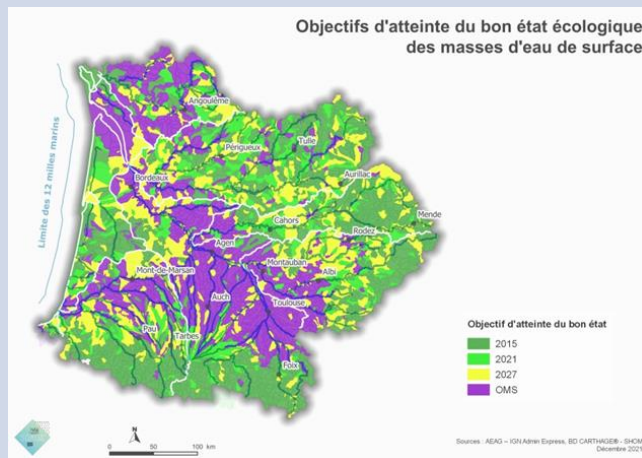 Objectifs d'atteinte du bon état écologique
des masses d'eau de surface
Limite des 12 milles marins
Angoulême
Périgueux
Tulle
Bordeaux
Aurillac
Mende
Cahors
Rodez
Agen
Mont-de-Marsan
Montauban
Albi
Auch
Toulouse
Pau
Tarbes
Foix
Objectif d'atteinte du bon état
2015
2021
2027
OMS
N
0 50 100 km
Sources : AEAG – IGN Admin Express, BD CARTHAGE® - SHOM
Décembre 2021